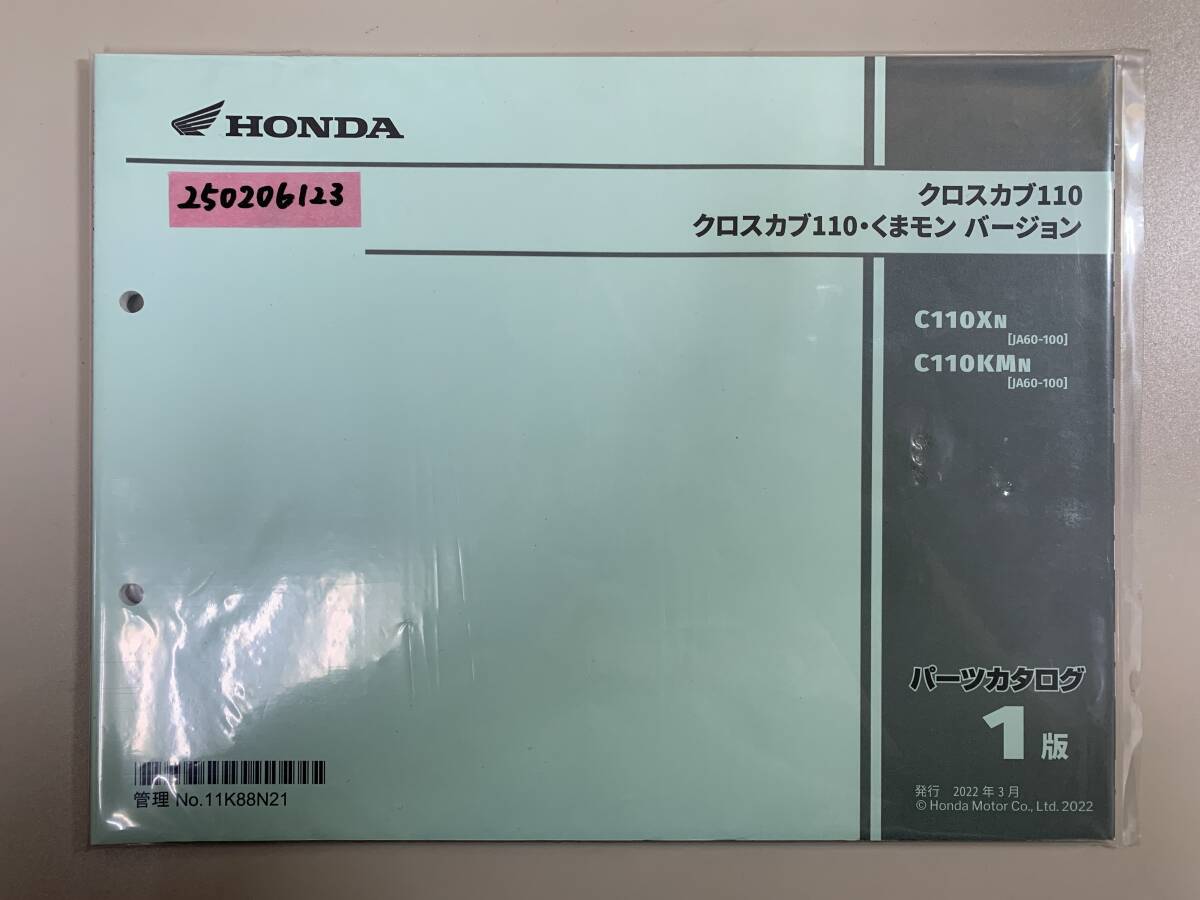 HONDA
250206123
クロスカブ110
クロスカブ110・くまモン バージョン
C110XN
[JA60-100]
C110KMN
[JA60-100]
パーツカタログ
1版
管理 No.11K88N21
発行 2022年3月
© Honda Motor Co., Ltd. 2022